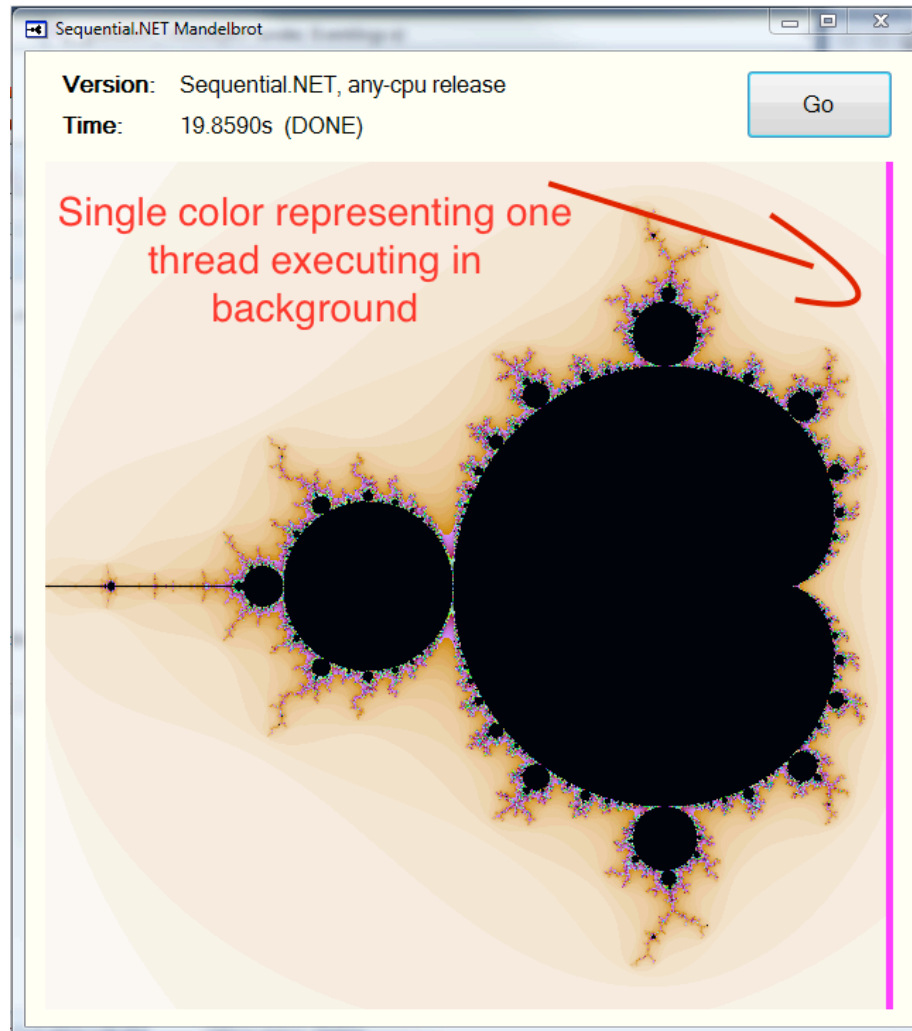 Sequential.NET Mandelbrot
Version: Sequential.NET, any-cpu release
Go
Time: 19.8590s (DONE)
Single color representing one
thread executing in
background